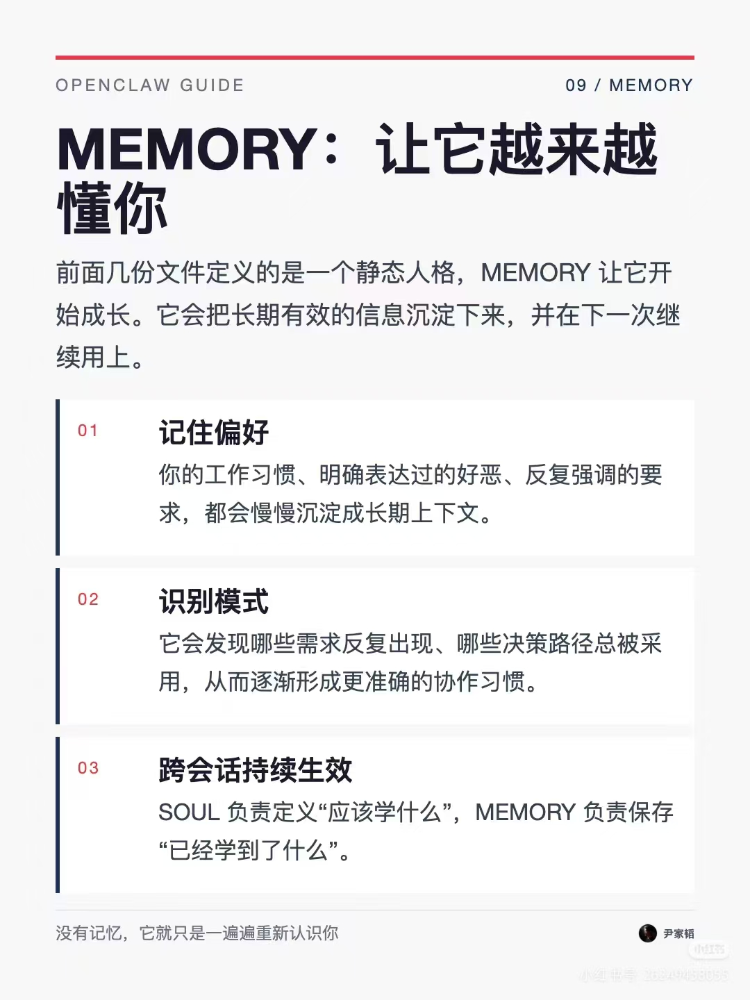 OPENCLAW GUIDE
09 / MEMORY
MEMORY：让它越来越
懂你
前面几份文件定义的是一个静态人格，MEMORY 让它开
始成长。它会把长期有效的信息沉淀下来，并在下一次继
续用上。
01
记住偏好
你的工作习惯、明确表达过的好恶、反复强调的要
求，都会慢慢沉淀成长期上下文。
02
识别模式
它会发现哪些需求反复出现、哪些决策路径总被采
用，从而逐渐形成更准确的协作习惯。
03
跨会话持续生效
SOUL 负责定义“应该学什么”，MEMORY 负责保存
“已经学到了什么”。
没有记忆，它就只是一遍遍重新认识你
尹家韬
小红书
小红书号